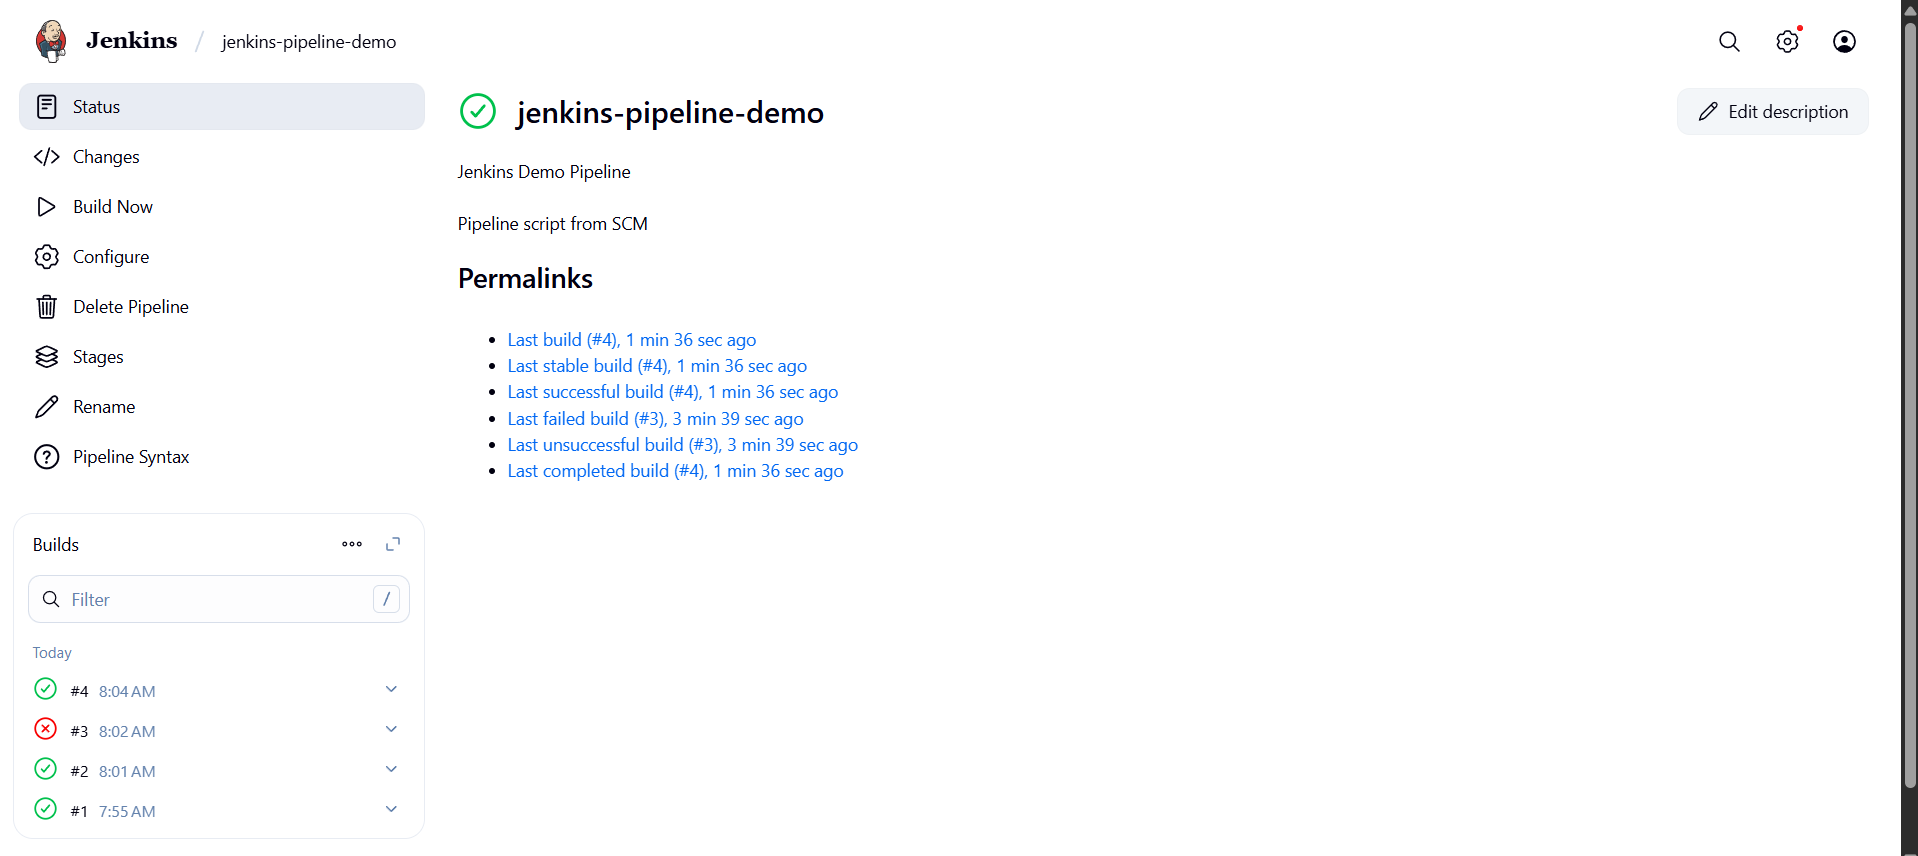 Jenkins / jenkins-pipeline-demo
Status
Changes
Build Now
Configure
Delete Pipeline
Stages
Rename
Pipeline Syntax
Builds
Filter /
Today
#4 8:04 AM
#3 8:02 AM
#2 8:01 AM
#1 7:55 AM
jenkins-pipeline-demo
Edit description
Jenkins Demo Pipeline
Pipeline script from SCM
Permalinks
Last build (#4), 1 min 36 sec ago
Last stable build (#4), 1 min 36 sec ago
Last successful build (#4), 1 min 36 sec ago
Last failed build (#3), 3 min 39 sec ago
Last unsuccessful build (#3), 3 min 39 sec ago
Last completed build (#4), 1 min 36 sec ago